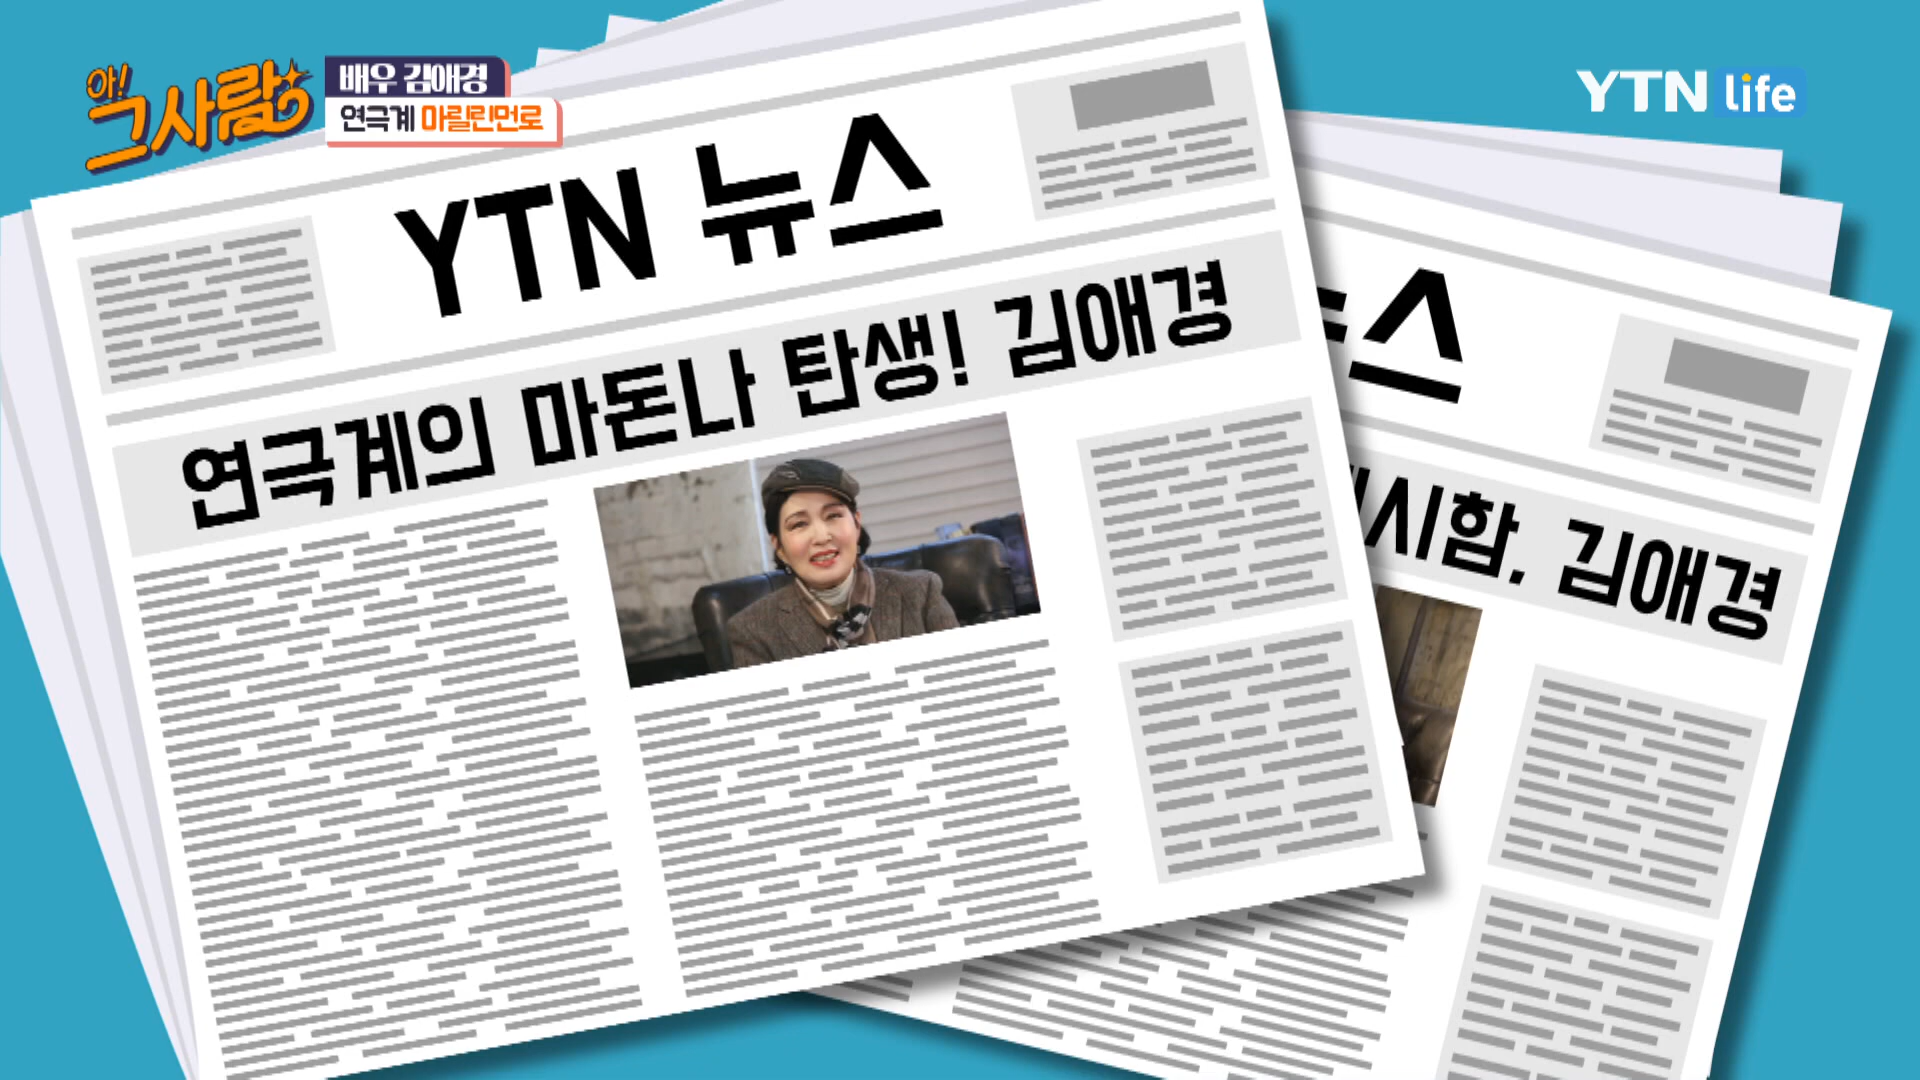 아!
그사람
배우 김애경
연극계 마릴린먼로
YTN life
YTN 뉴스
연극계의 마돈나 탄생! 김애경
스
시함. 김애경